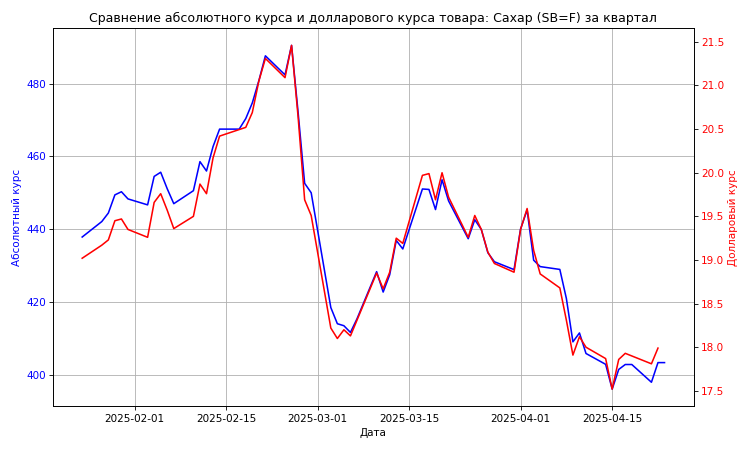 Сравнение абсолютного курса и долларового курса товара: Сахар (SB=F) за квартал
Абсолютный курс
480
460
440
420
400
21.5
21.0
20.5
20.0
19.5
19.0
18.5
18.0
17.5
Долларовый курс
2025-02-01 2025-02-15 2025-03-01 2025-03-15 2025-04-01 2025-04-15
Дата